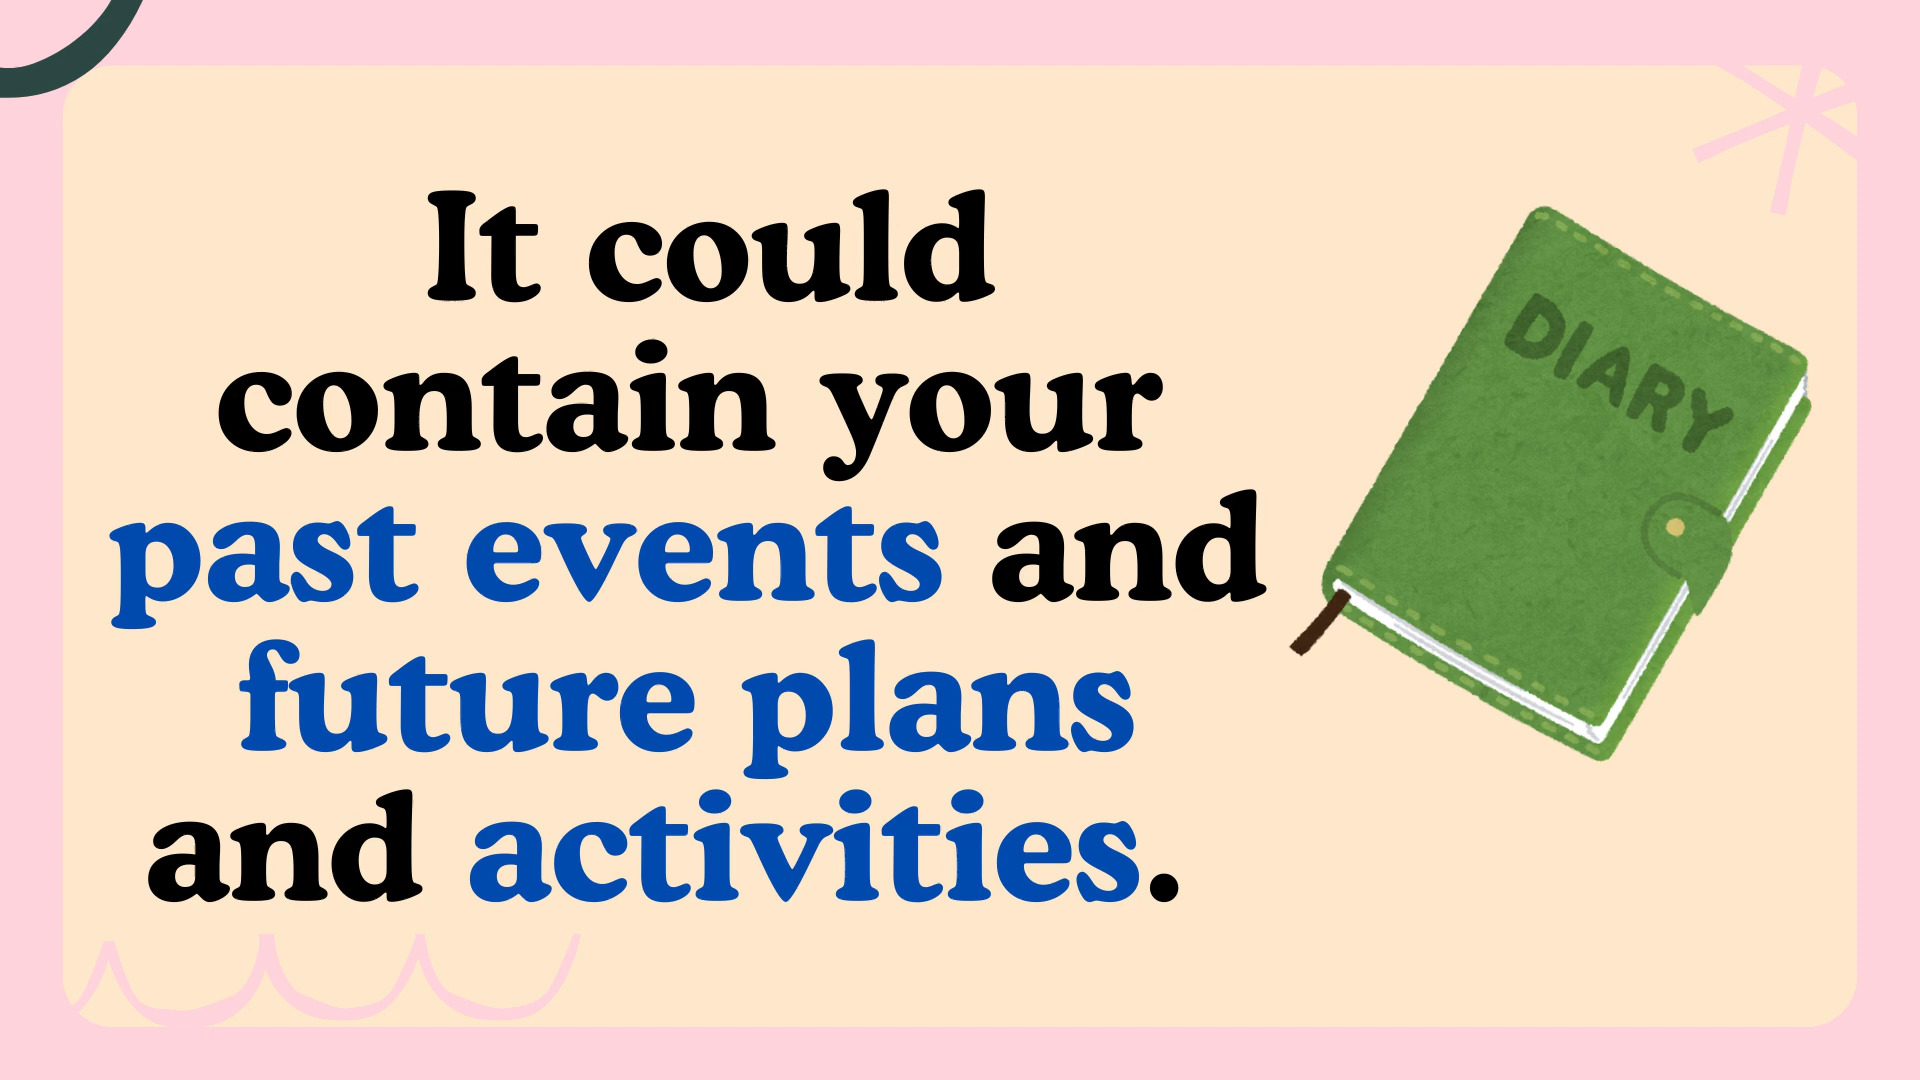 It could
contain your
past events and
future plans
and activities.
DIARY